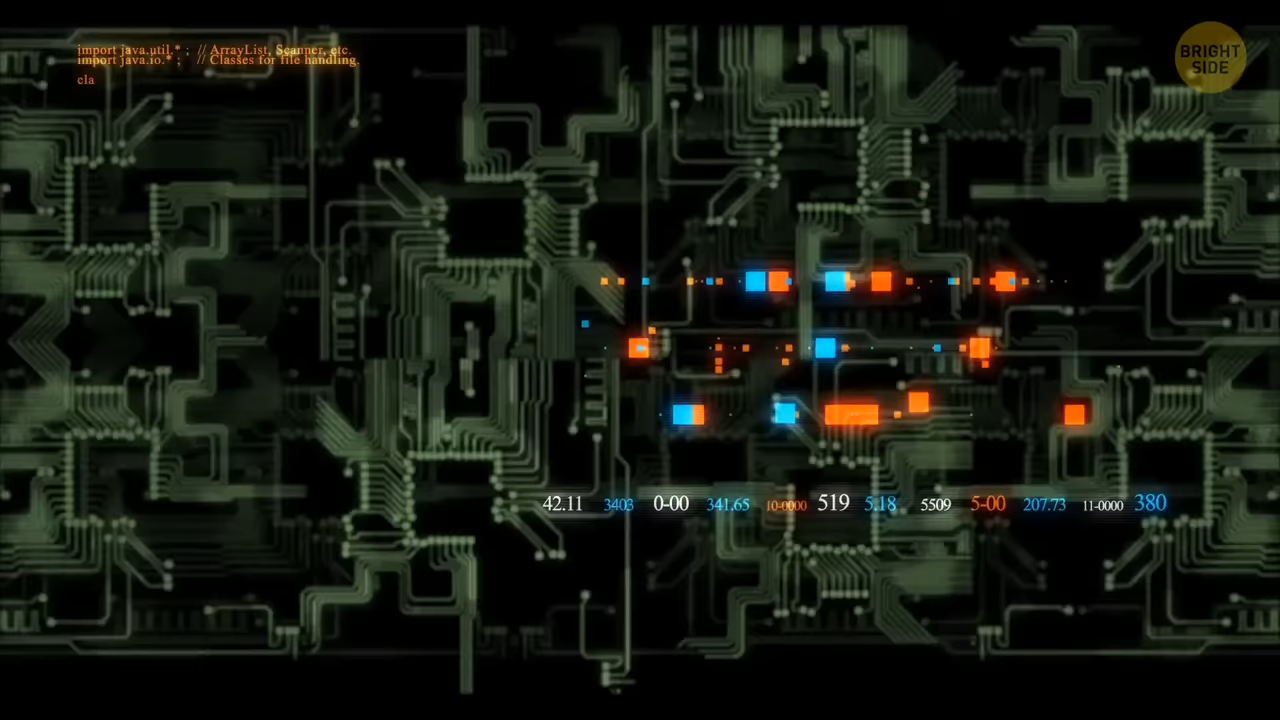 import java.util.* ; // ArrayList, Scanner, etc.
import java.io.* ; // Classes for file handling.
cla
BRIGHT
SIDE
42.11 3403 0-00 341.65 10-0000 519 5.18 5509 5-00 207.73 11-0000 380